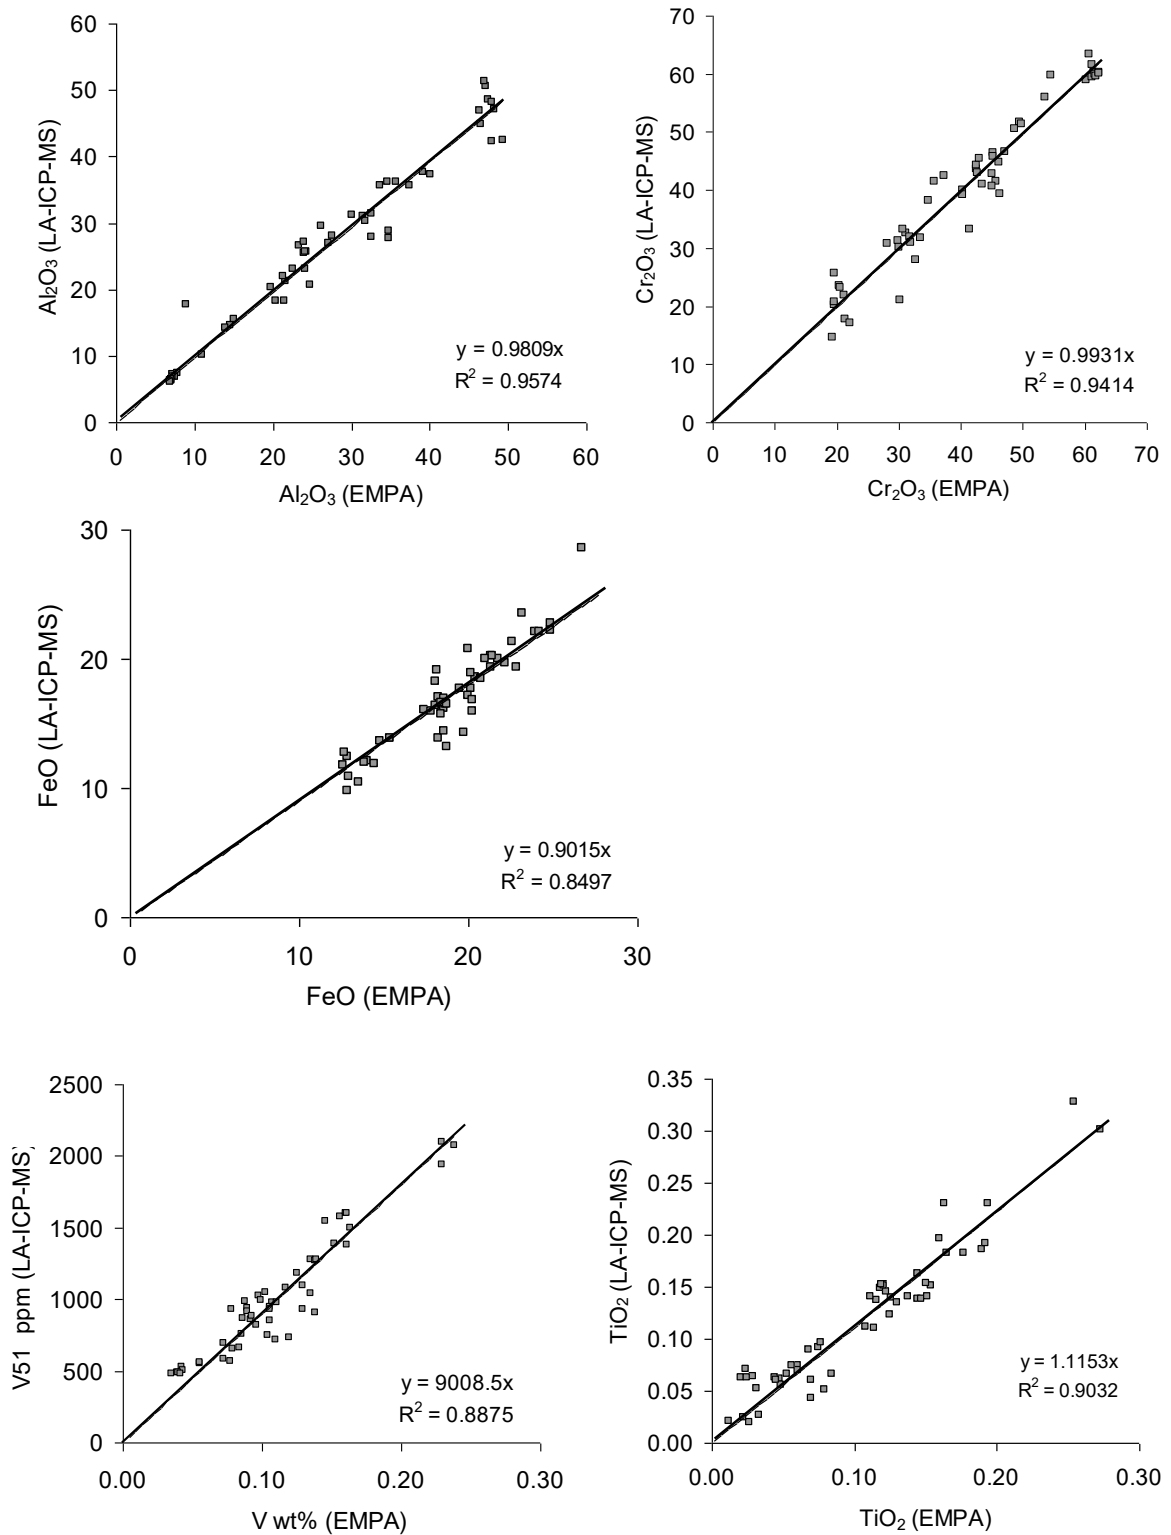 60
50
40
30
20
10
0
Al₂O₃ (LA-ICP-MS)
y = 0.9809x
R² = 0.9574
0 10 20 30 40 50 60
Al₂O₃ (EMPA)
70
60
50
40
30
20
10
0
Cr₂O₃ (LA-ICP-MS)
y = 0.9931x
R² = 0.9414
0 10 20 30 40 50 60 70
Cr₂O₃ (EMPA)
30
20
10
0
FeO (LA-ICP-MS)
y = 0.9015x
R² = 0.8497
0 10 20 30
FeO (EMPA)
2500
2000
1500
1000
500
0
V51 ppm (LA-ICP-MS)
y = 9008.5x
R² = 0.8875
0.00 0.10 0.20 0.30
V wt% (EMPA)
0.35
0.30
0.25
0.20
0.15
0.10
0.05
0.00
TiO₂ (LA-ICP-MS)
y = 1.1153x
R² = 0.9032
0.00 0.10 0.20 0.30
TiO₂ (EMPA)